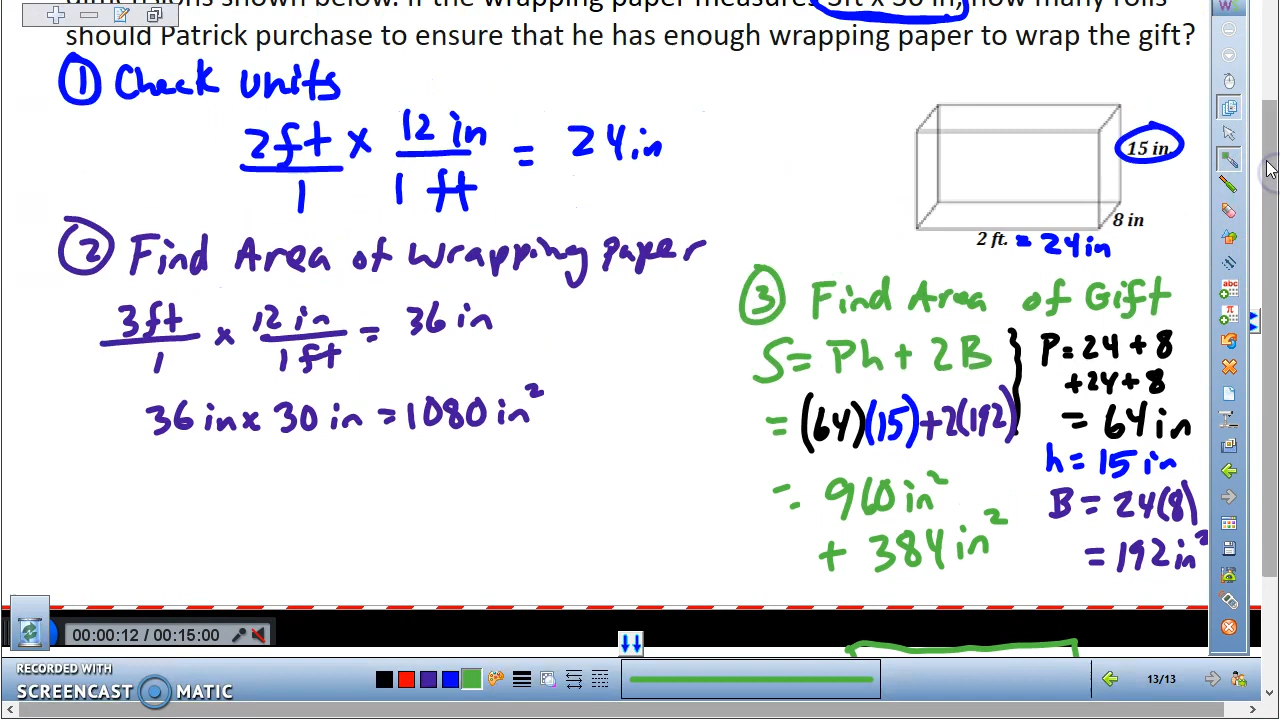 should Patrick purchase to ensure that he has enough wrapping paper to wrap the gift?
① Check Units
2ft/1 × 12 in/1 ft = 24in
15 in.
8 in
2 ft. = 24in
② Find Area of Wrapping Paper
3ft/1 × 12 in/1 ft = 36 in
36 in x 30 in = 1080 in²
③ Find Area of Gift
S = Ph + 2B
= (64)(15)+2(192)
= 960 in²
+ 384 in²
P = 24 + 8
+24+8
= 64 in
h = 15 in
B = 24(8)
= 192 in²
abc
π
00:00:12 / 00:15:00
RECORDED WITH
SCREENCAST MATIC
13/13